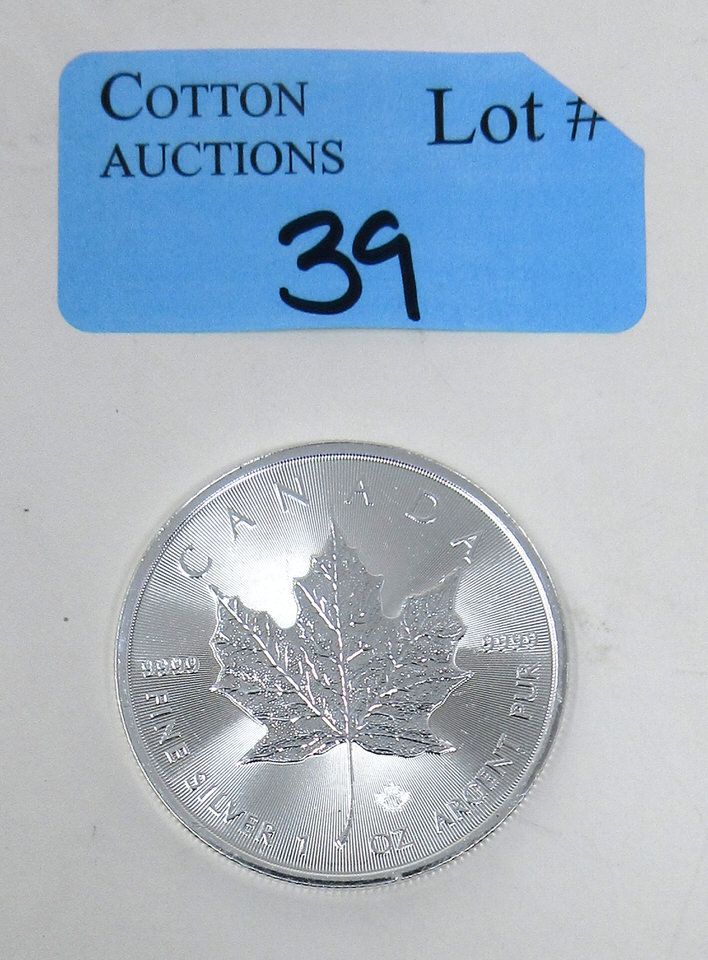 COTTON
AUCTIONS
Lot #
39
CANADA
9999
9999
FINE SILVER 1 OZ ARGENT PUR